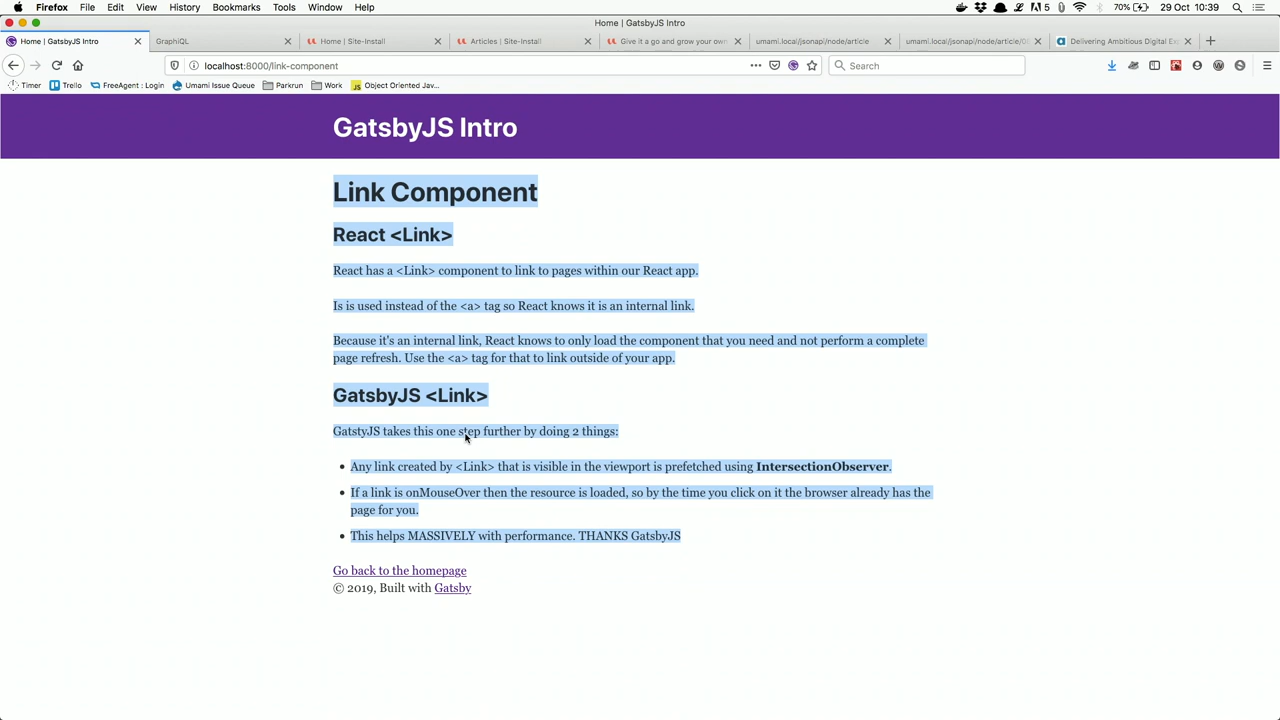 Firefox File Edit View History Bookmarks Tools Window Help
5 70% 29 Oct 10:39
Home | GatsbyJS Intro
Home | GatsbyJS Intro
GraphiQL
Home | Site-Install
Articles | Site-Install
Give it a go and grow your own
umami.local/jsonapi/node/article
umami.local/jsonapi/node/article/
Delivering Ambitious Digital Ex
localhost:8000/link-component
Search
Timer Trello FreeAgent : Login Umami Issue Queue Parkrun Work Object Oriented Jav...
GatsbyJS Intro
Link Component
React <Link>
React has a <Link> component to link to pages within our React app.
Is is used instead of the <a> tag so React knows it is an internal link.
Because it's an internal link, React knows to only load the component that you need and not perform a complete
page refresh. Use the <a> tag for that to link outside of your app.
GatsbyJS <Link>
GatstyJS takes this one step further by doing 2 things:
Any link created by <Link> that is visible in the viewport is prefetched using IntersectionObserver.
If a link is onMouseOver then the resource is loaded, so by the time you click on it the browser already has the
page for you.
This helps MASSIVELY with performance. THANKS GatsbyJS
Go back to the homepage
© 2019, Built with Gatsby